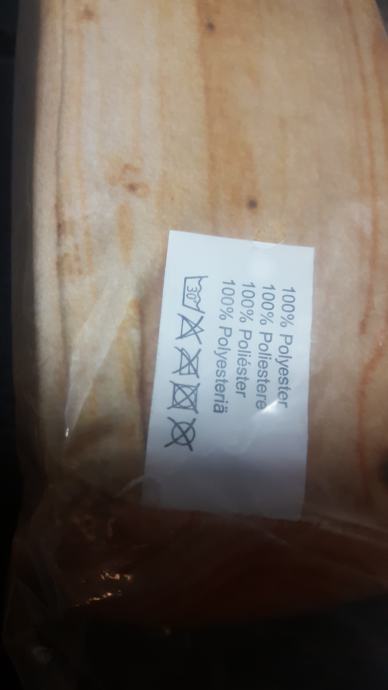 100% Polyester
100% Poliestere
100% Poliéster
100% Polyesteriä
30